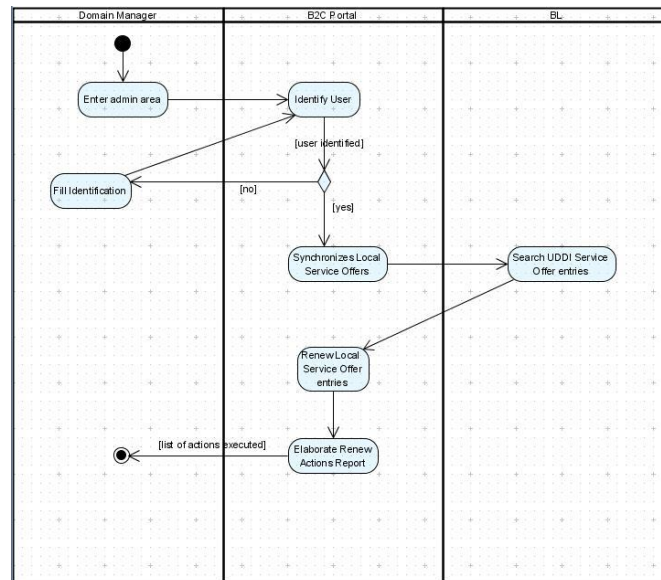 Domain Manager
B2C Portal
BL
Enter admin area
Identify User
[user identified]
Fill Identification
[no]
[yes]
Synchronizes Local
Service Offers
Search UDDI Service
Offer entries
Renew Local
Service Offer
entries
[list of actions executed]
Elaborate Renew
Actions Report